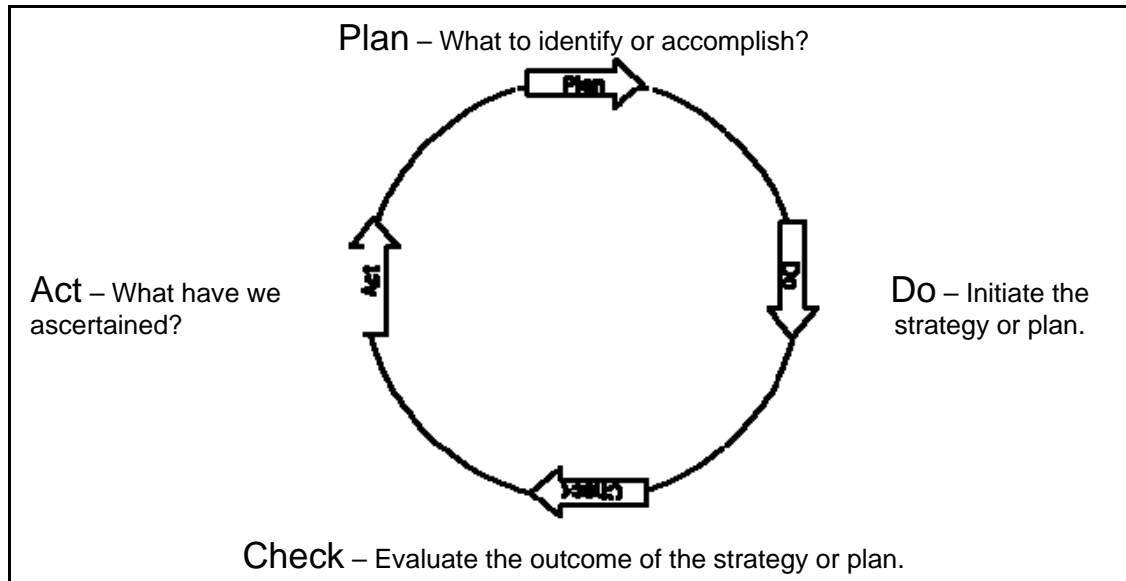 Plan – What to identify or accomplish?
Plan
Act – What have we
ascertained?
Act
Do
Do – Initiate the
strategy or plan.
Check
Check – Evaluate the outcome of the strategy or plan.